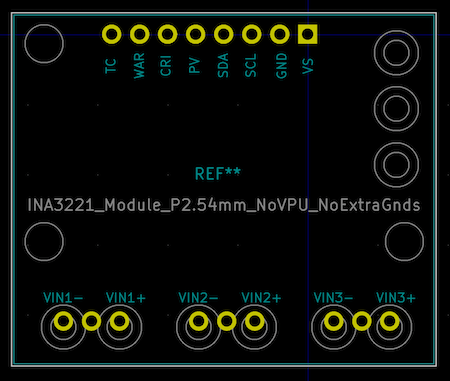 TC WAR CRI PV SDA SCL GND VS
REF**
INA3221_Module_P2.54mm_NoVPU_NoExtraGnds
VIN1- VIN1+ VIN2- VIN2+ VIN3- VIN3+